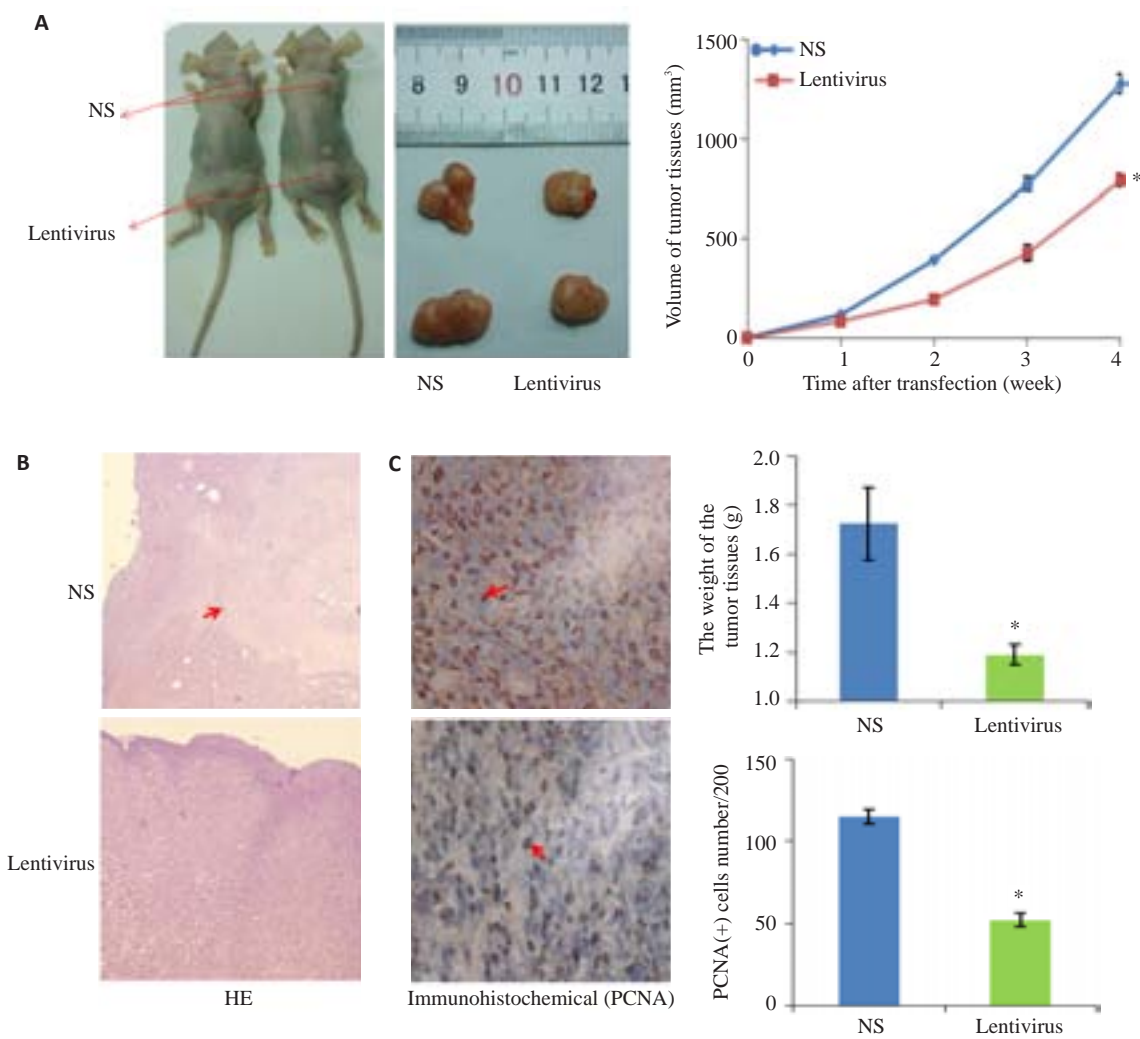 A
NS
Lentivirus
8 9 10 11 12 1
NS Lentivirus
NS
Lentivirus
Volume of tumor tissues (mm³)
1500
1000
500
0
*
0 1 2 3 4
Time after transfection (week)
B
NS
Lentivirus
HE
C
Immunohistochemical (PCNA)
The weight of the
tumor tissues (g)
2.0
1.8
1.6
1.4
1.2
1.0
*
NS Lentivirus
PCNA(+) cells number/200
150
100
50
0
*
NS Lentivirus